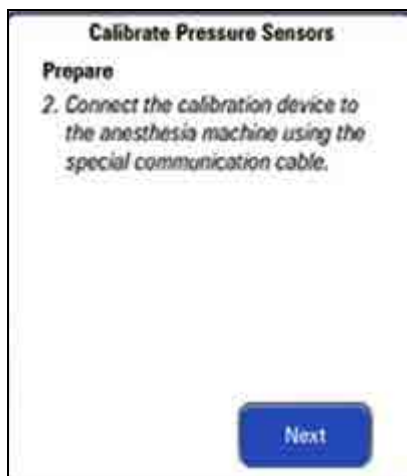 Calibrate Pressure Sensors
Prepare
2. Connect the calibration device to
the anesthesia machine using the
special communication cable.
Next